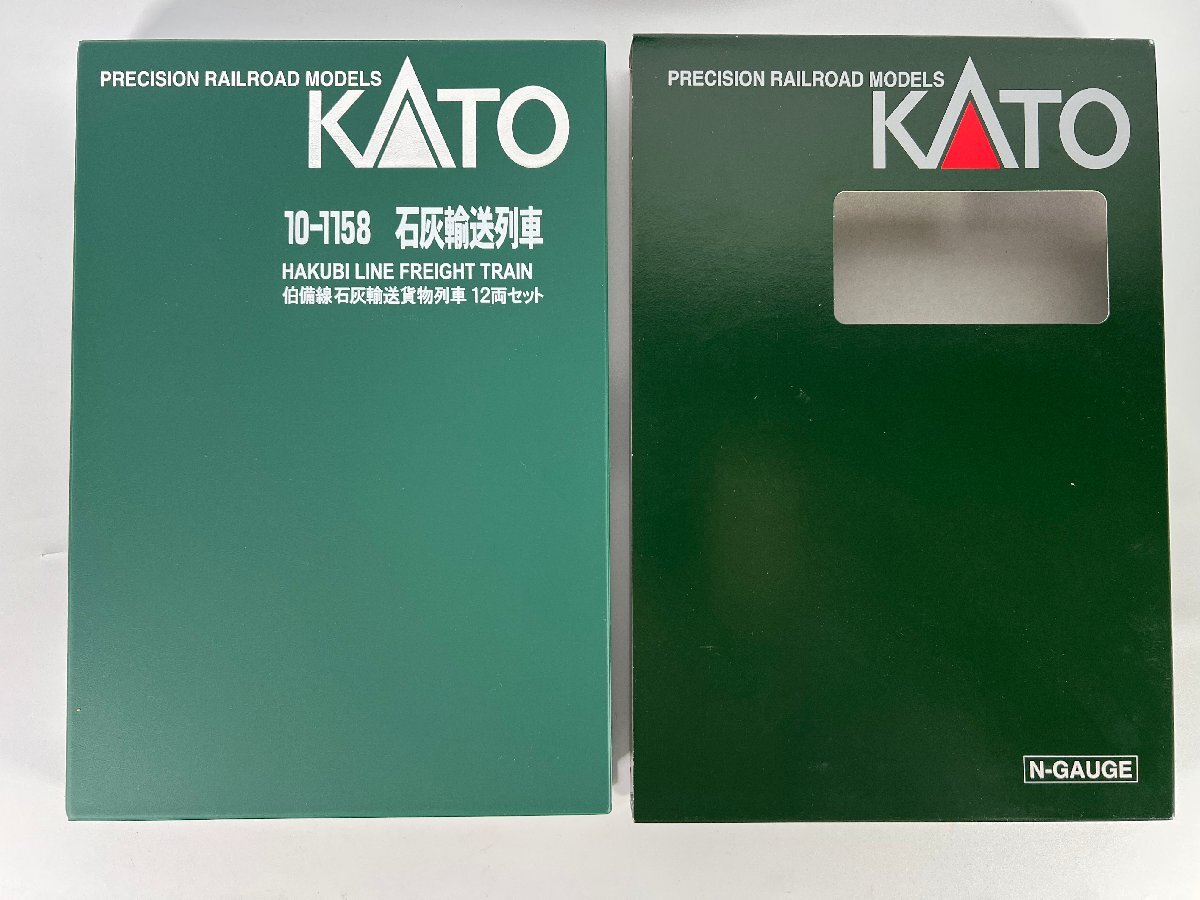 PRECISION RAILROAD MODELS
KATO
10-1158 石灰輸送列車
HAKUBI LINE FREIGHT TRAIN
伯備線石灰輸送貨物列車 12両セット
PRECISION RAILROAD MODELS
KATO
N-GAUGE